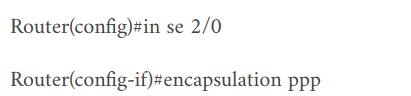 Router(config)#in se 2/0
Router(config-if)#encapsulation ppp